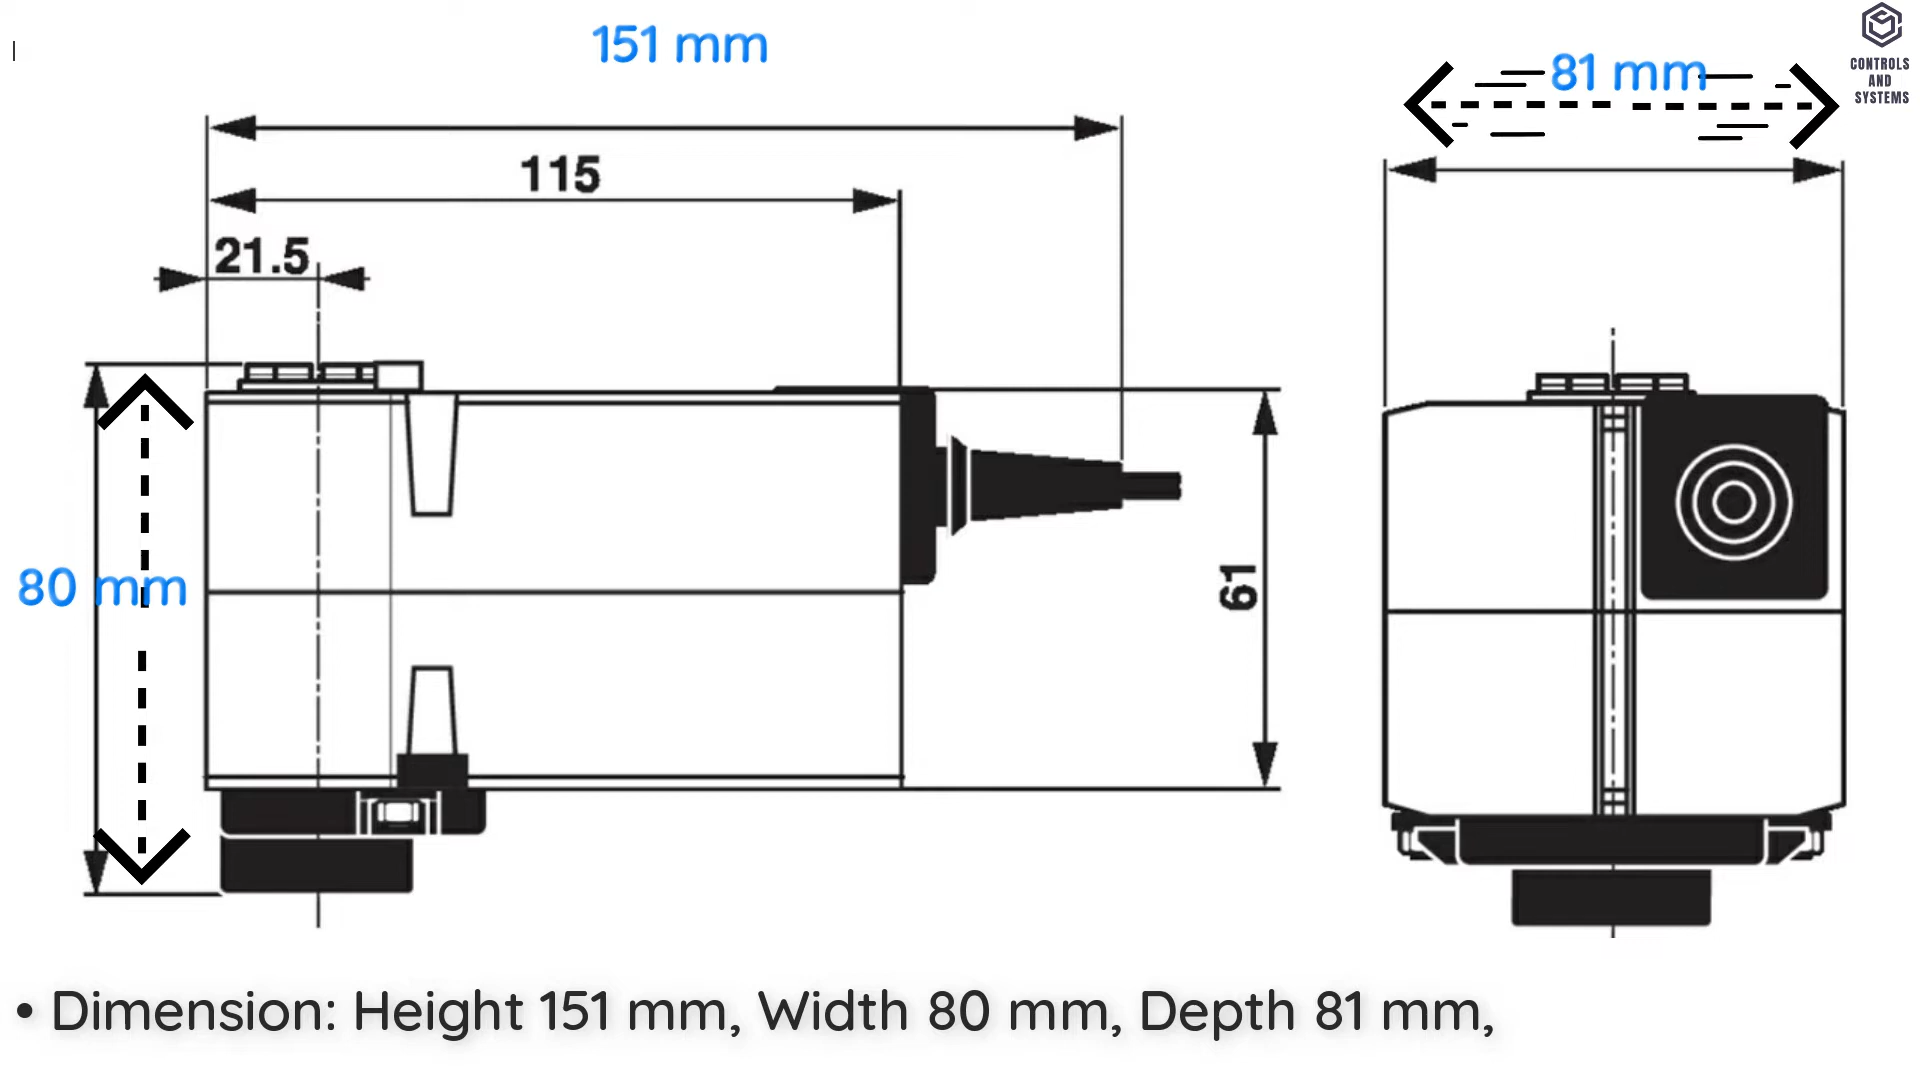 151 mm
81 mm
CONTROLS
AND
SYSTEMS
115
21.5
80 mm
61
• Dimension: Height 151 mm, Width 80 mm, Depth 81 mm,